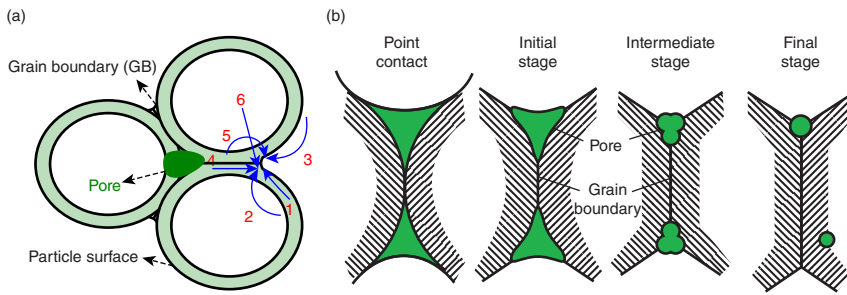 (a)
Grain boundary (GB)
6
5
4
3
Pore
2
1
Particle surface
(b)
Point
contact
Initial
stage
Intermediate
stage
Final
stage
Pore
Grain
boundary